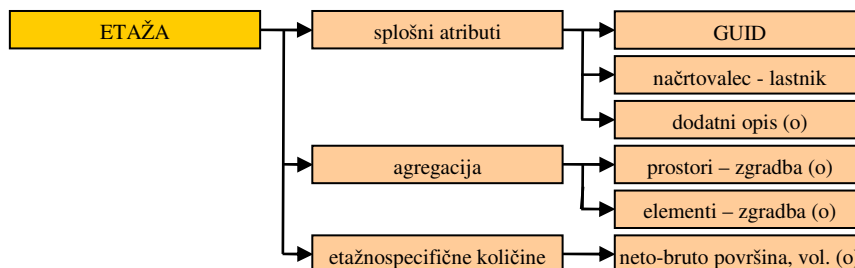 ETAŽA
splošni atributi
GUID
načrtovalec - lastnik
dodatni opis (o)
agregacija
prostori – zgradba (o)
elementi – zgradba (o)
etažnospecifične količine
neto-bruto površina, vol. (o)